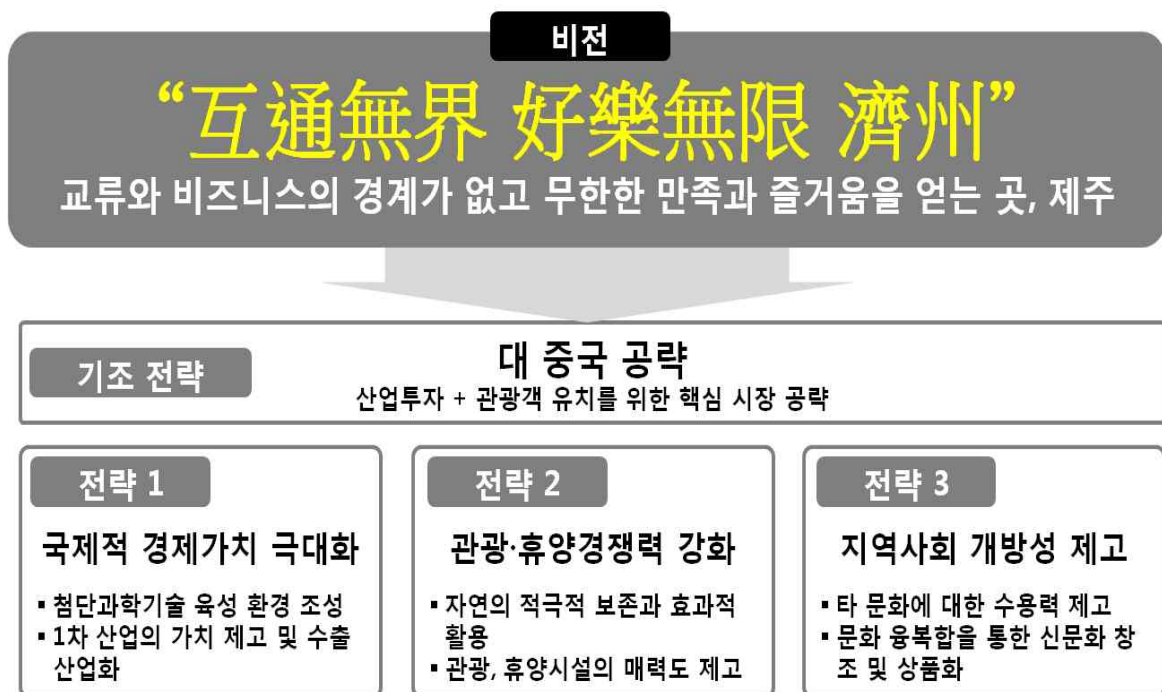 비전
“互通無界 好樂無限 濟州”
교류와 비즈니스의 경계가 없고 무한한 만족과 즐거움을 얻는 곳, 제주
기조 전략
대 중국 공략
산업투자 + 관광객 유치를 위한 핵심 시장 공략
전략 1
국제적 경제가치 극대화
▪ 첨단과학기술 육성 환경 조성
▪ 1차 산업의 가치 제고 및 수출
산업화
전략 2
관광·휴양경쟁력 강화
▪ 자연의 적극적 보존과 효과적
활용
▪ 관광, 휴양시설의 매력도 제고
전략 3
지역사회 개방성 제고
▪ 타 문화에 대한 수용력 제고
▪ 문화 융복합을 통한 신문화 창
조 및 상품화